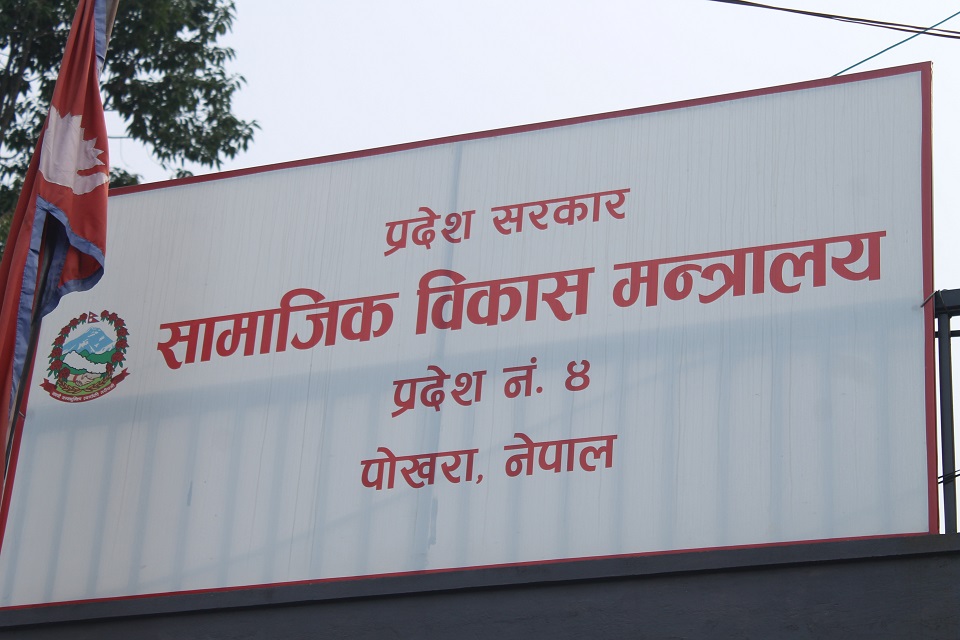 प्रदेश सरकार
सामाजिक विकास मन्त्रालय
प्रदेश नं. ४
पोखरा, नेपाल